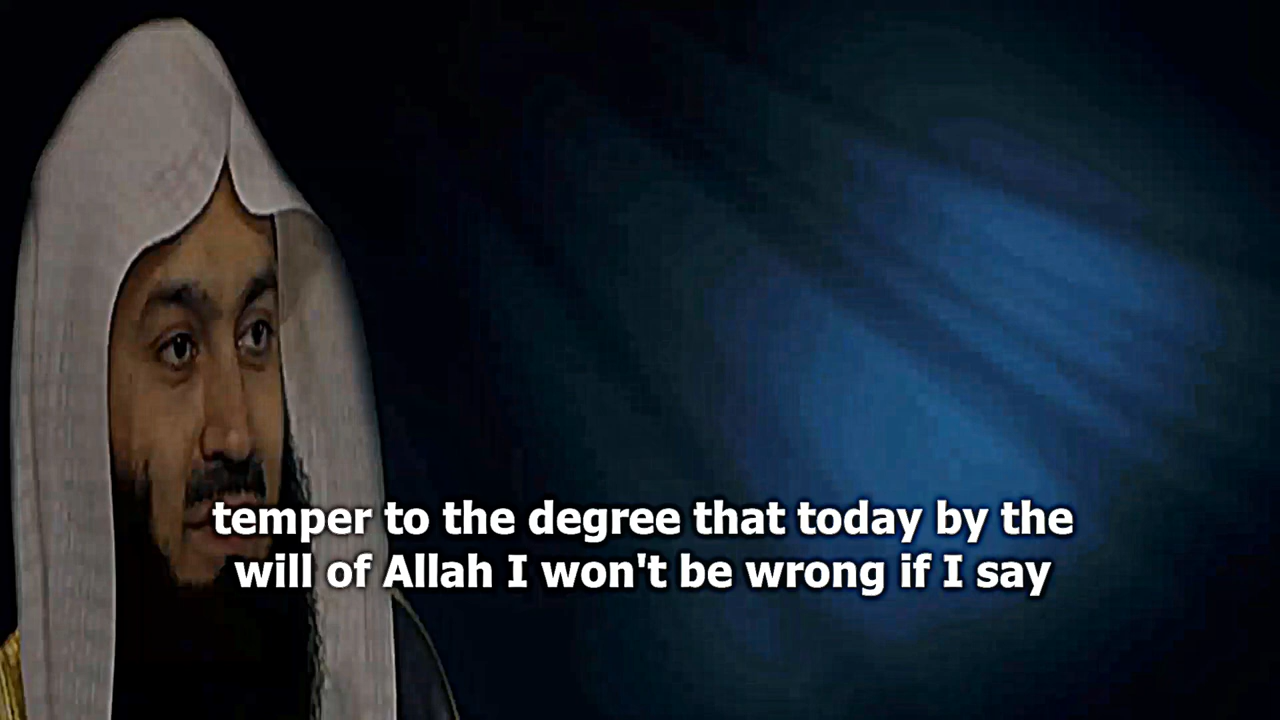 temper to the degree that today by the
will of Allah I won't be wrong if I say